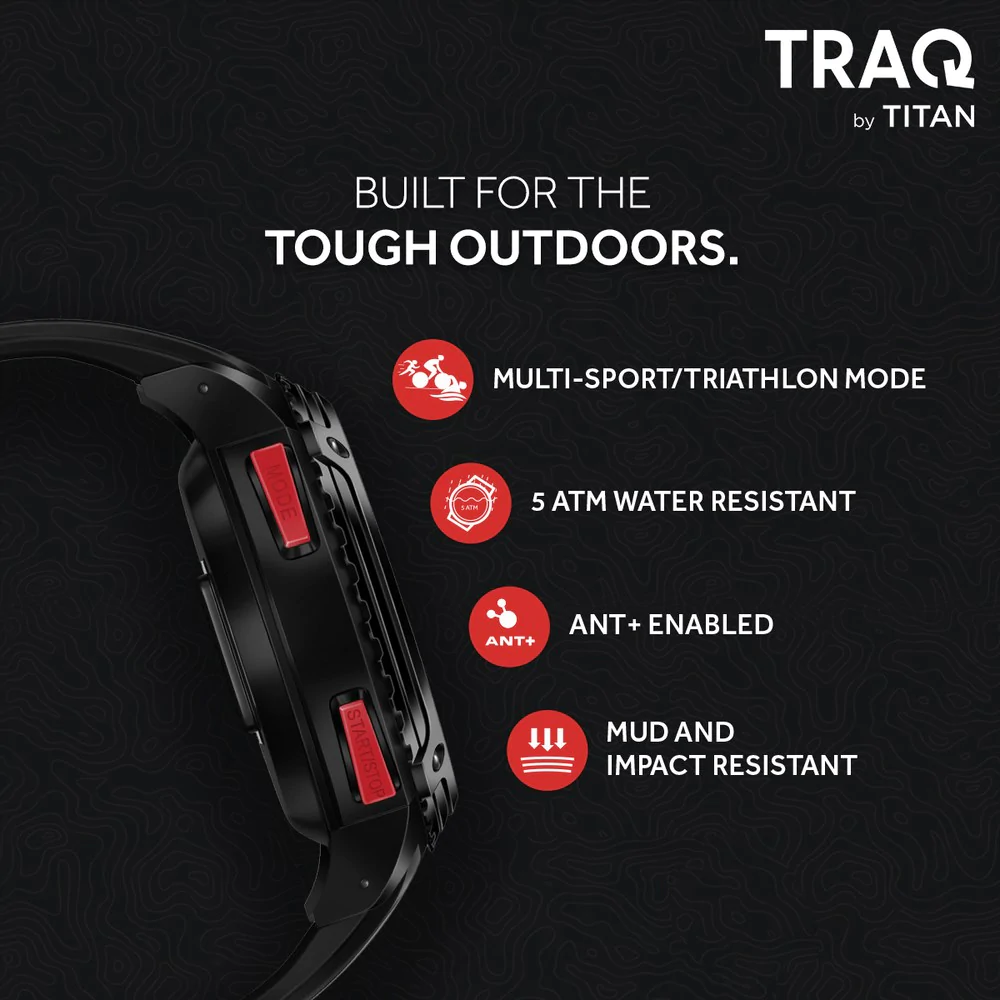 TRAQ
by TITAN
BUILT FOR THE
TOUGH OUTDOORS.
MULTI-SPORT/TRIATHLON MODE
MODE
5 ATM
5 ATM WATER RESISTANT
ANT+
ANT+ ENABLED
START/STOP
MUD AND
IMPACT RESISTANT